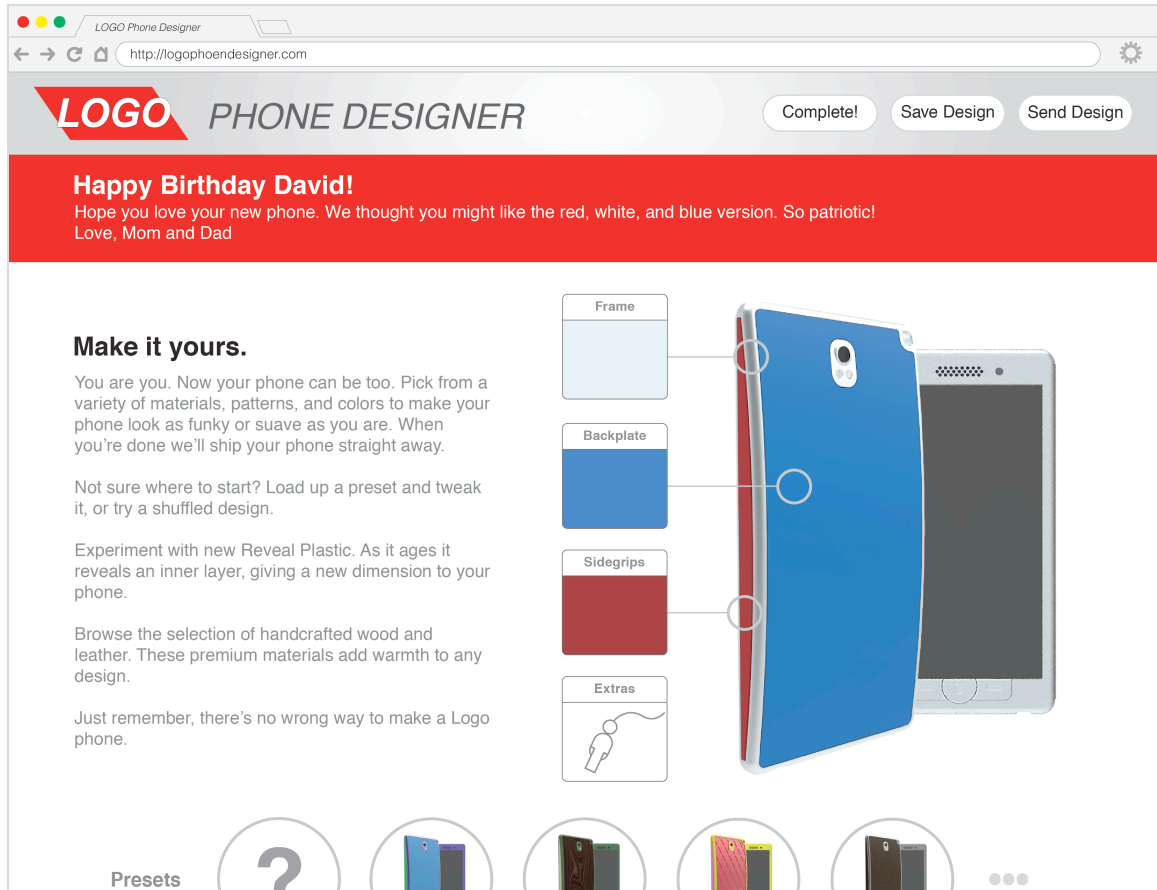 LOGO Phone Designer
http://logophoendesigner.com
LOGO PHONE DESIGNER
Complete! Save Design Send Design
Happy Birthday David!
Hope you love your new phone. We thought you might like the red, white, and blue version. So patriotic!
Love, Mom and Dad
Make it yours.
You are you. Now your phone can be too. Pick from a
variety of materials, patterns, and colors to make your
phone look as funky or suave as you are. When
you're done we'll ship your phone straight away.
Not sure where to start? Load up a preset and tweak
it, or try a shuffled design.
Experiment with new Reveal Plastic. As it ages it
reveals an inner layer, giving a new dimension to your
phone.
Browse the selection of handcrafted wood and
leather. These premium materials add warmth to any
design.
Just remember, there's no wrong way to make a Logo
phone.
Frame
Backplate
Sidegrips
Extras
Presets
?